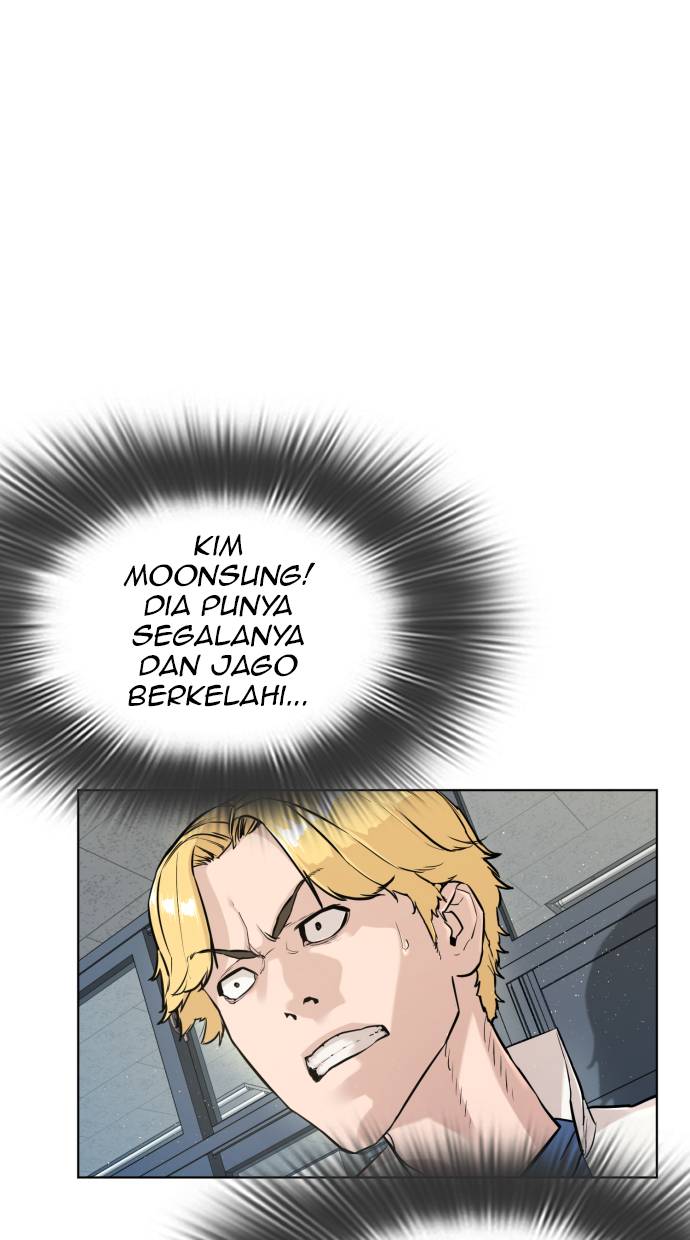 KIM
MOONSUNG!
DIA PUNYA
SEGALANYA
DAN JAGO
BERKELAHI...